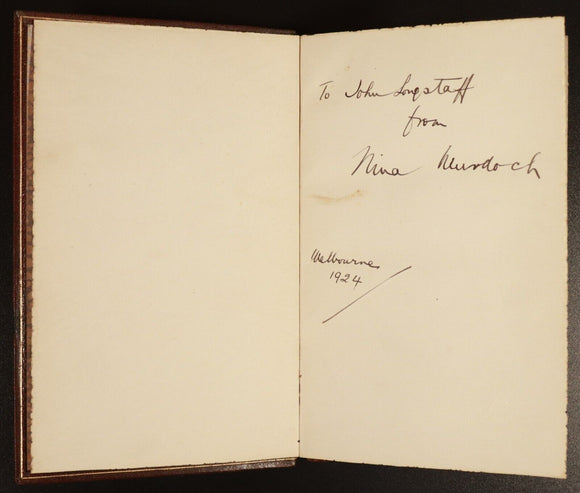 To John Longstaff
from
Nina Murdoch
Melbourne
1924